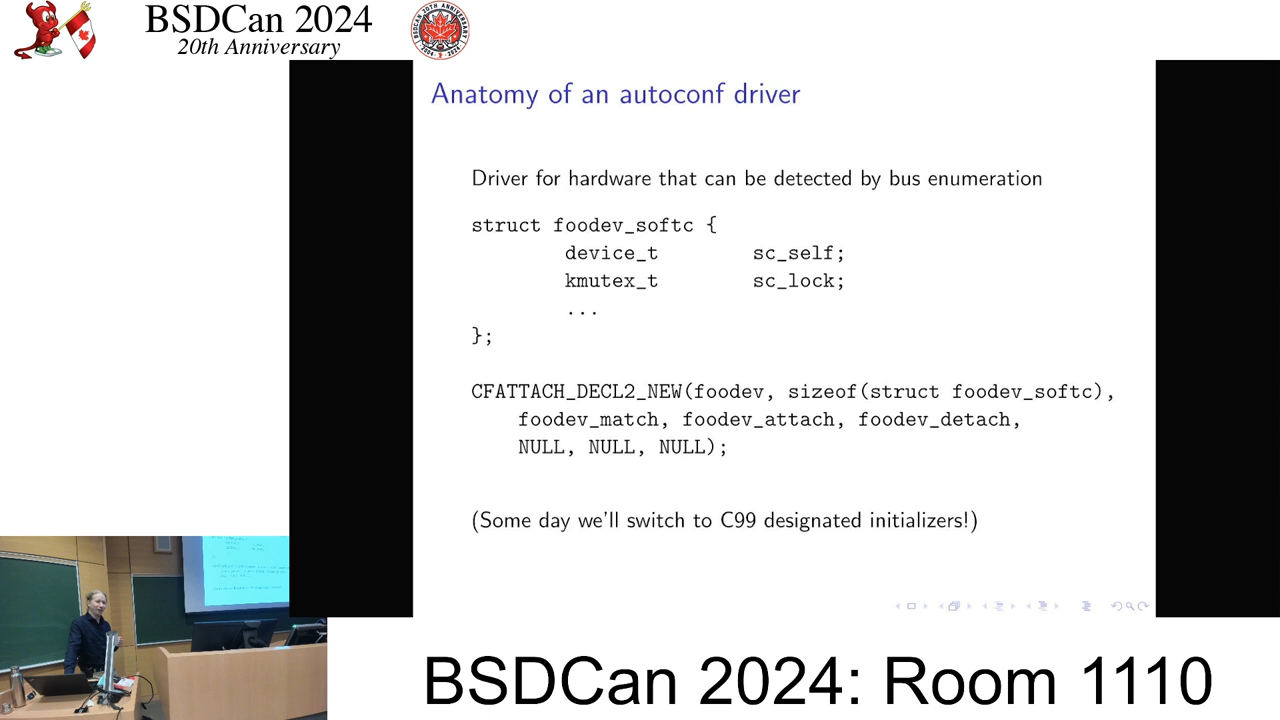 BSDCan 2024
20th Anniversary
Anatomy of an autoconf driver
Driver for hardware that can be detected by bus enumeration
struct foodev_softc {
device_t sc_self;
kmutex_t sc_lock;
...
};
CFATTACH_DECL2_NEW(foodev, sizeof(struct foodev_softc),
foodev_match, foodev_attach, foodev_detach,
NULL, NULL, NULL);
(Some day we'll switch to C99 designated initializers!)
BSDCan 2024: Room 1110